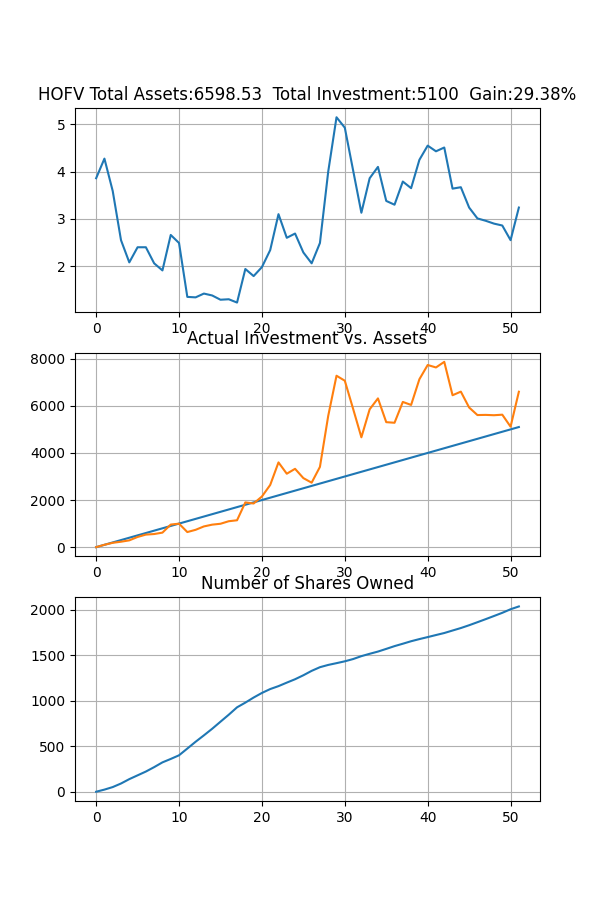 HOFV Total Assets:6598.53  Total Investment:5100  Gain:29.38%
5
4
3
2
0 10 20 30 40 50
Actual Investment vs. Assets
8000
6000
4000
2000
0
0 10 20 30 40 50
Number of Shares Owned
2000
1500
1000
500
0
0 10 20 30 40 50